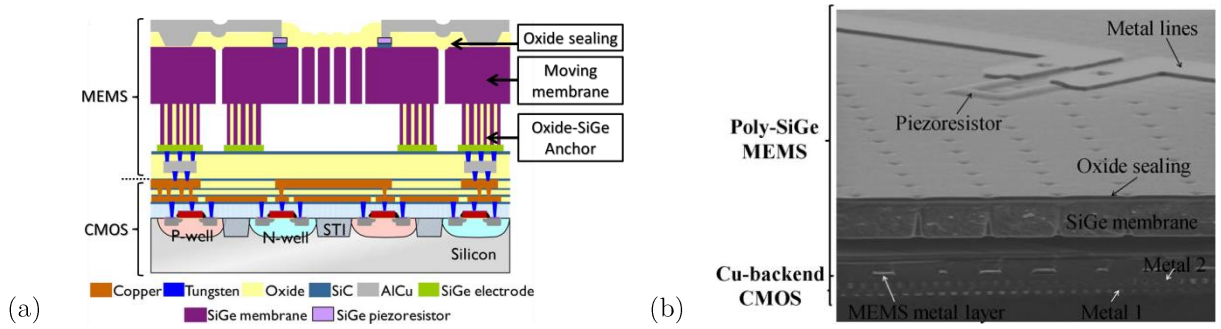 MEMS
Oxide sealing
Moving
membrane
Oxide-SiGe
Anchor
CMOS
P-well
N-well
STI
Silicon
Copper
Tungsten
Oxide
SiC
AlCu
SiGe electrode
SiGe membrane
SiGe piezoresistor
(a)
Poly-SiGe
MEMS
Metal lines
Piezoresistor
Oxide sealing
SiGe membrane
Cu-backend
CMOS
Metal 2
MEMS metal layer
Metal 1
(b)